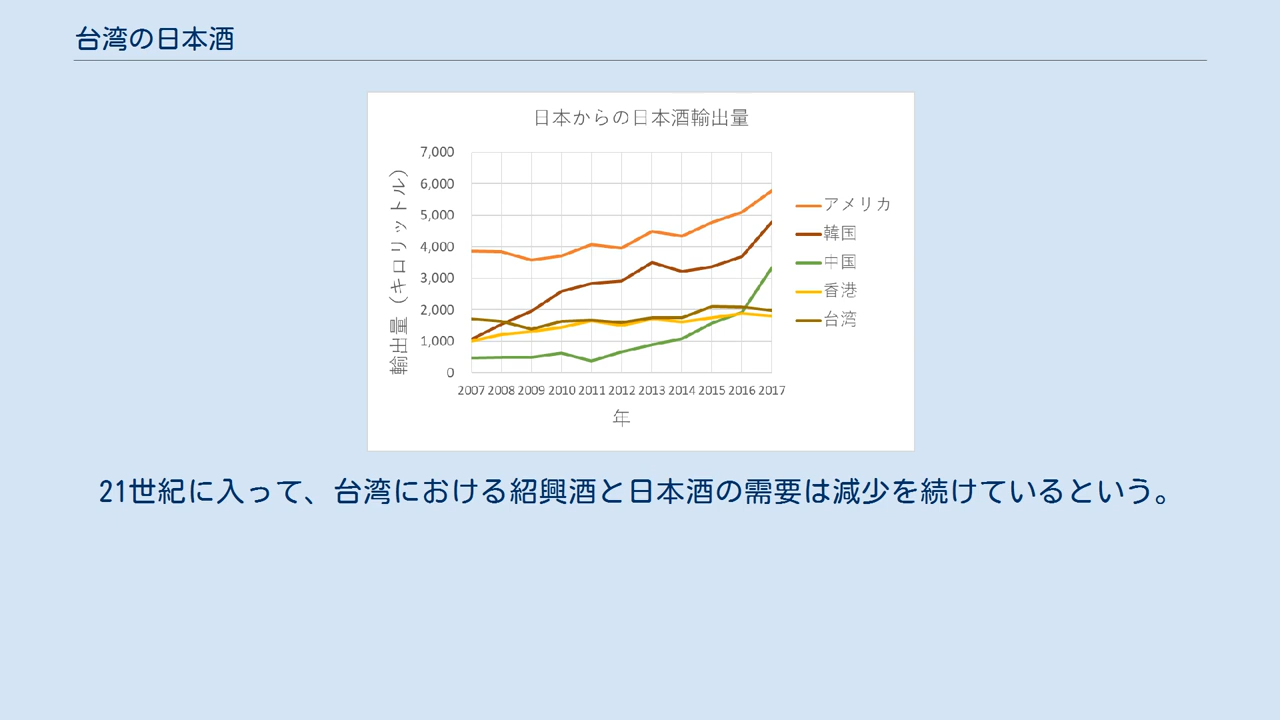 台湾の日本酒
日本からの日本酒輸出量
輸出量（キロリットル）
7,000
6,000
5,000
4,000
3,000
2,000
1,000
0
2007 2008 2009 2010 2011 2012 2013 2014 2015 2016 2017
年
アメリカ
韓国
中国
香港
台湾
21世紀に入って、台湾における紹興酒と日本酒の需要は減少を続けているという。